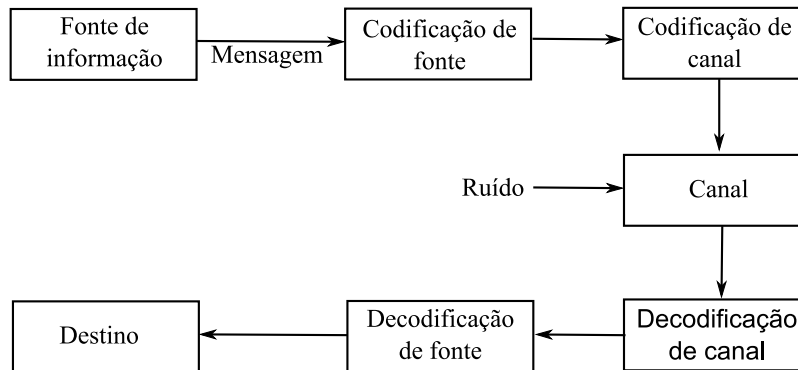 Fonte de
informação
Mensagem
Codificação de
fonte
Codificação de
canal
Ruído
Canal
Destino
Decodificação
de fonte
Decodificação
de canal